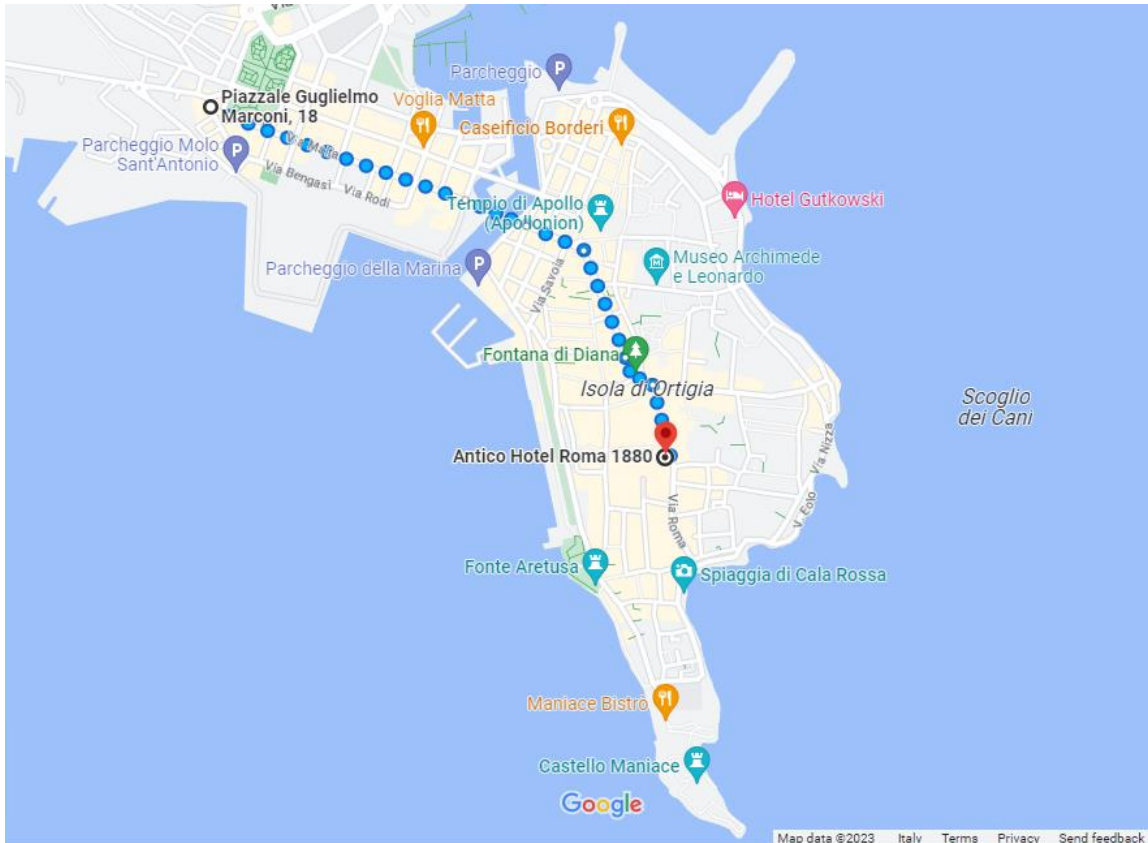 Parcheggio
Piazzale Guglielmo
Marconi, 18
Voglia Matta
Caseificio Borderi
Parcheggio Molo
Sant'Antonio
Via Malta
Via Bengasi
Via Rodi
Tempio di Apollo
(Apollonion)
Hotel Gutkowski
Museo Archimede
e Leonardo
Parcheggio della Marina
Via Savoia
Fontana di Diana
Isola di Ortigia
Scoglio
dei Cani
Antico Hotel Roma 1880
Via Nizza
V. Eolo
Via Roma
Fonte Aretusa
Spiaggia di Cala Rossa
Maniace Bistrò
Castello Maniace
Google
Map data ©2023 Italy Terms Privacy Send feedback